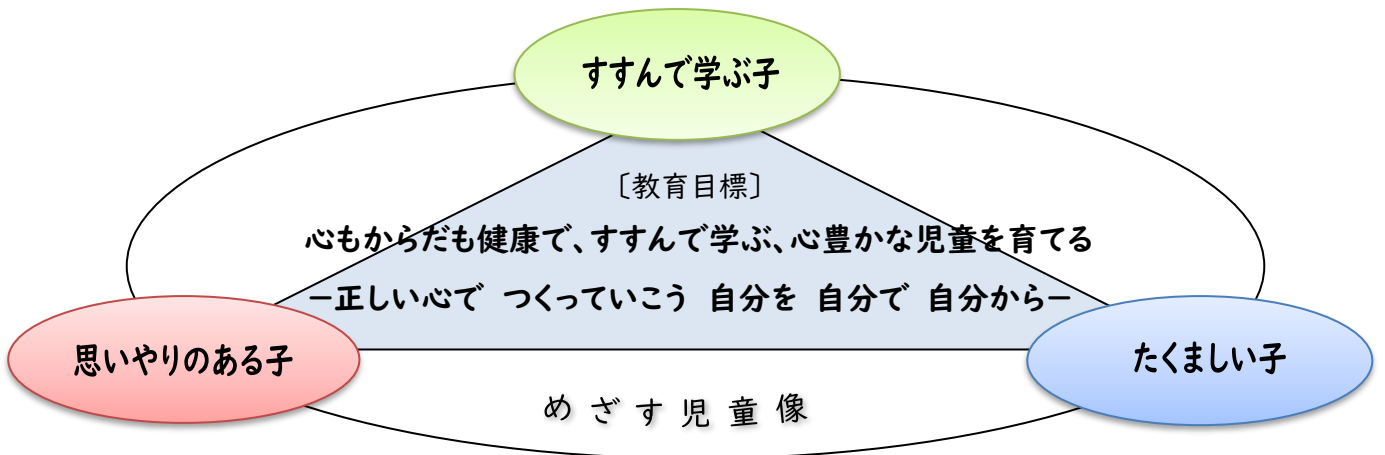 すすんで学ぶ子
〔教育目標〕
心もからだも健康で、すすんで学ぶ、心豊かな児童を育てる
−正しい心で つくっていこう 自分を 自分で 自分から−
思いやりのある子
たくましい子
めざす児童像